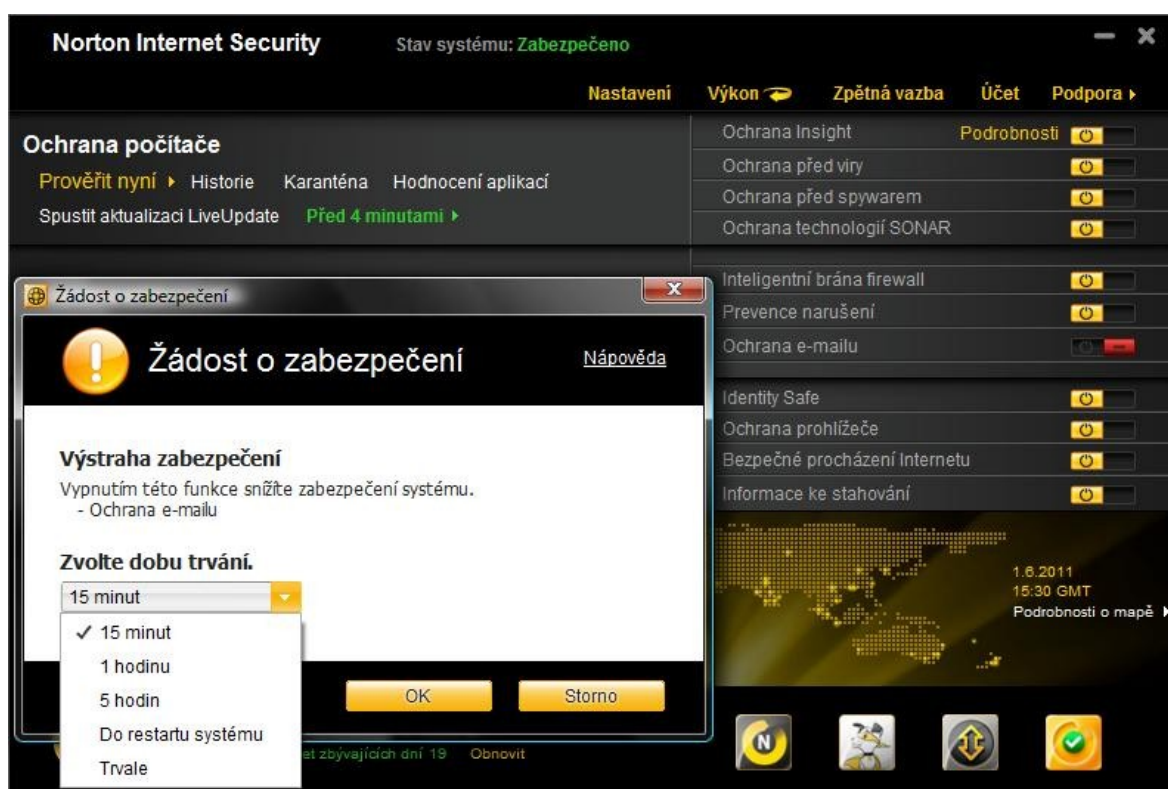 Norton Internet Security Stav systému: Zabezpečeno
Nastavení Výkon Zpětná vazba Účet Podpora
Ochrana počítače
Prověřit nyní Historie Karanténa Hodnocení aplikací
Spustit aktualizaci LiveUpdate Před 4 minutami
Ochrana Insight Podrobnosti
Ochrana před viry
Ochrana před spywarem
Ochrana technologií SONAR
Inteligentní brána firewall
Prevence narušení
Ochrana e-mailu
Identity Safe
Ochrana prohlížeče
Bezpečné procházení Internetu
Informace ke stahování
Žádost o zabezpečení
Žádost o zabezpečení Nápověda
Výstraha zabezpečení
Vypnutím této funkce snížíte zabezpečení systému.
- Ochrana e-mailu
Zvolte dobu trvání.
15 minut
15 minut
1 hodinu
5 hodin
Do restartu systému
Trvale
OK Storno
1.6.2011
15:30 GMT
Podrobnosti o mapě
zbývajících dní 19 Obnovit
N